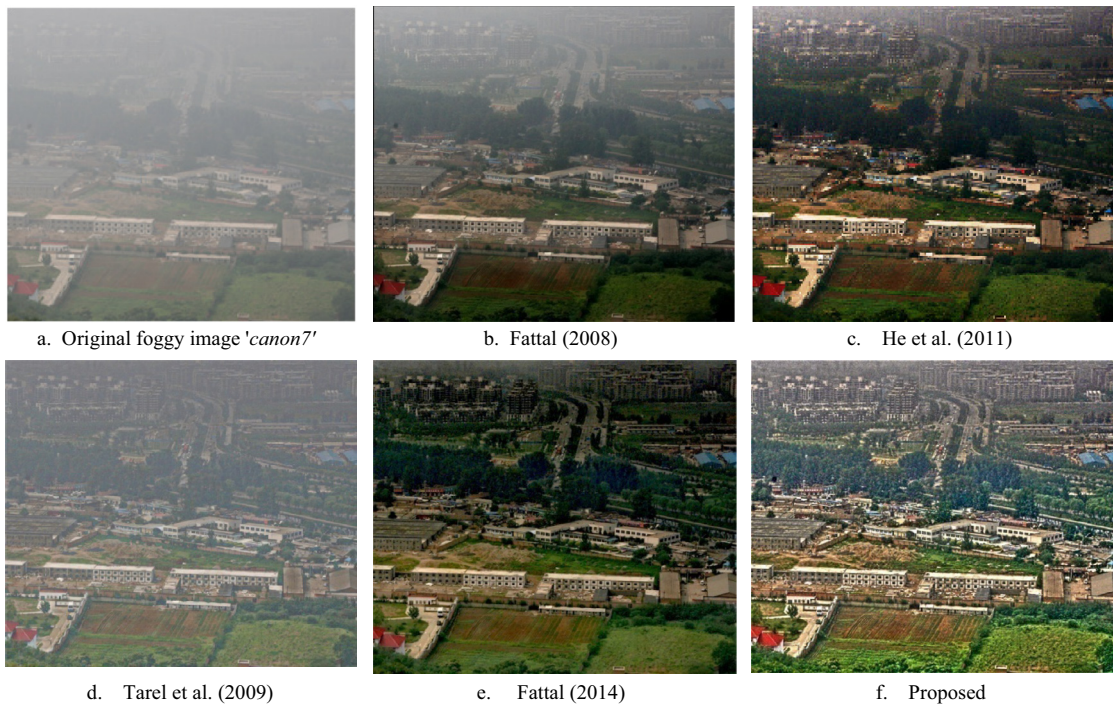 a. Original foggy image 'canon7'
b. Fattal (2008)
c. He et al. (2011)
d. Tarel et al. (2009)
e. Fattal (2014)
f. Proposed